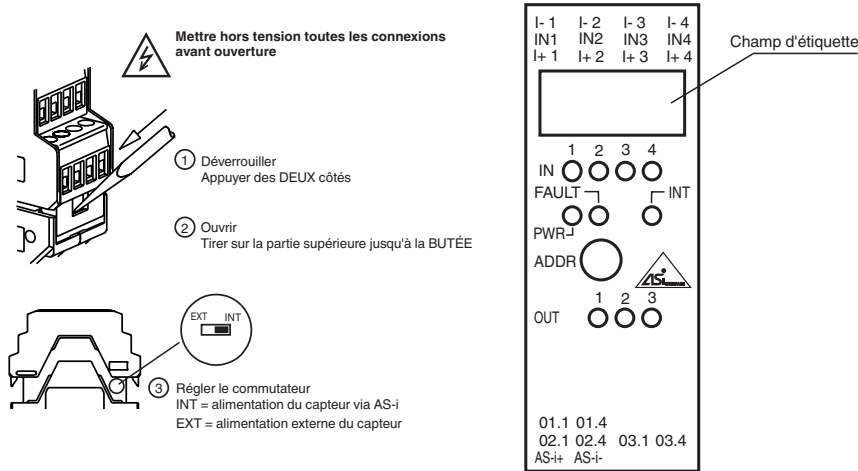 Mettre hors tension toutes les connexions
avant ouverture
1 Déverrouiller
Appuyer des DEUX côtés
2 Ouvrir
Tirer sur la partie supérieure jusqu'à la BUTÉE
EXT INT
3 Régler le commutateur
INT = alimentation du capteur via AS-i
EXT = alimentation externe du capteur
I- 1 I- 2 I- 3 I- 4
IN1 IN2 IN3 IN4
I+ 1 I+ 2 I+ 3 I+ 4
Champ d'étiquette
1 2 3 4
IN
FAULT INT
PWR
ADDR
ASi
1 2 3
OUT
01.1 01.4
02.1 02.4 03.1 03.4
AS-i+ AS-i-